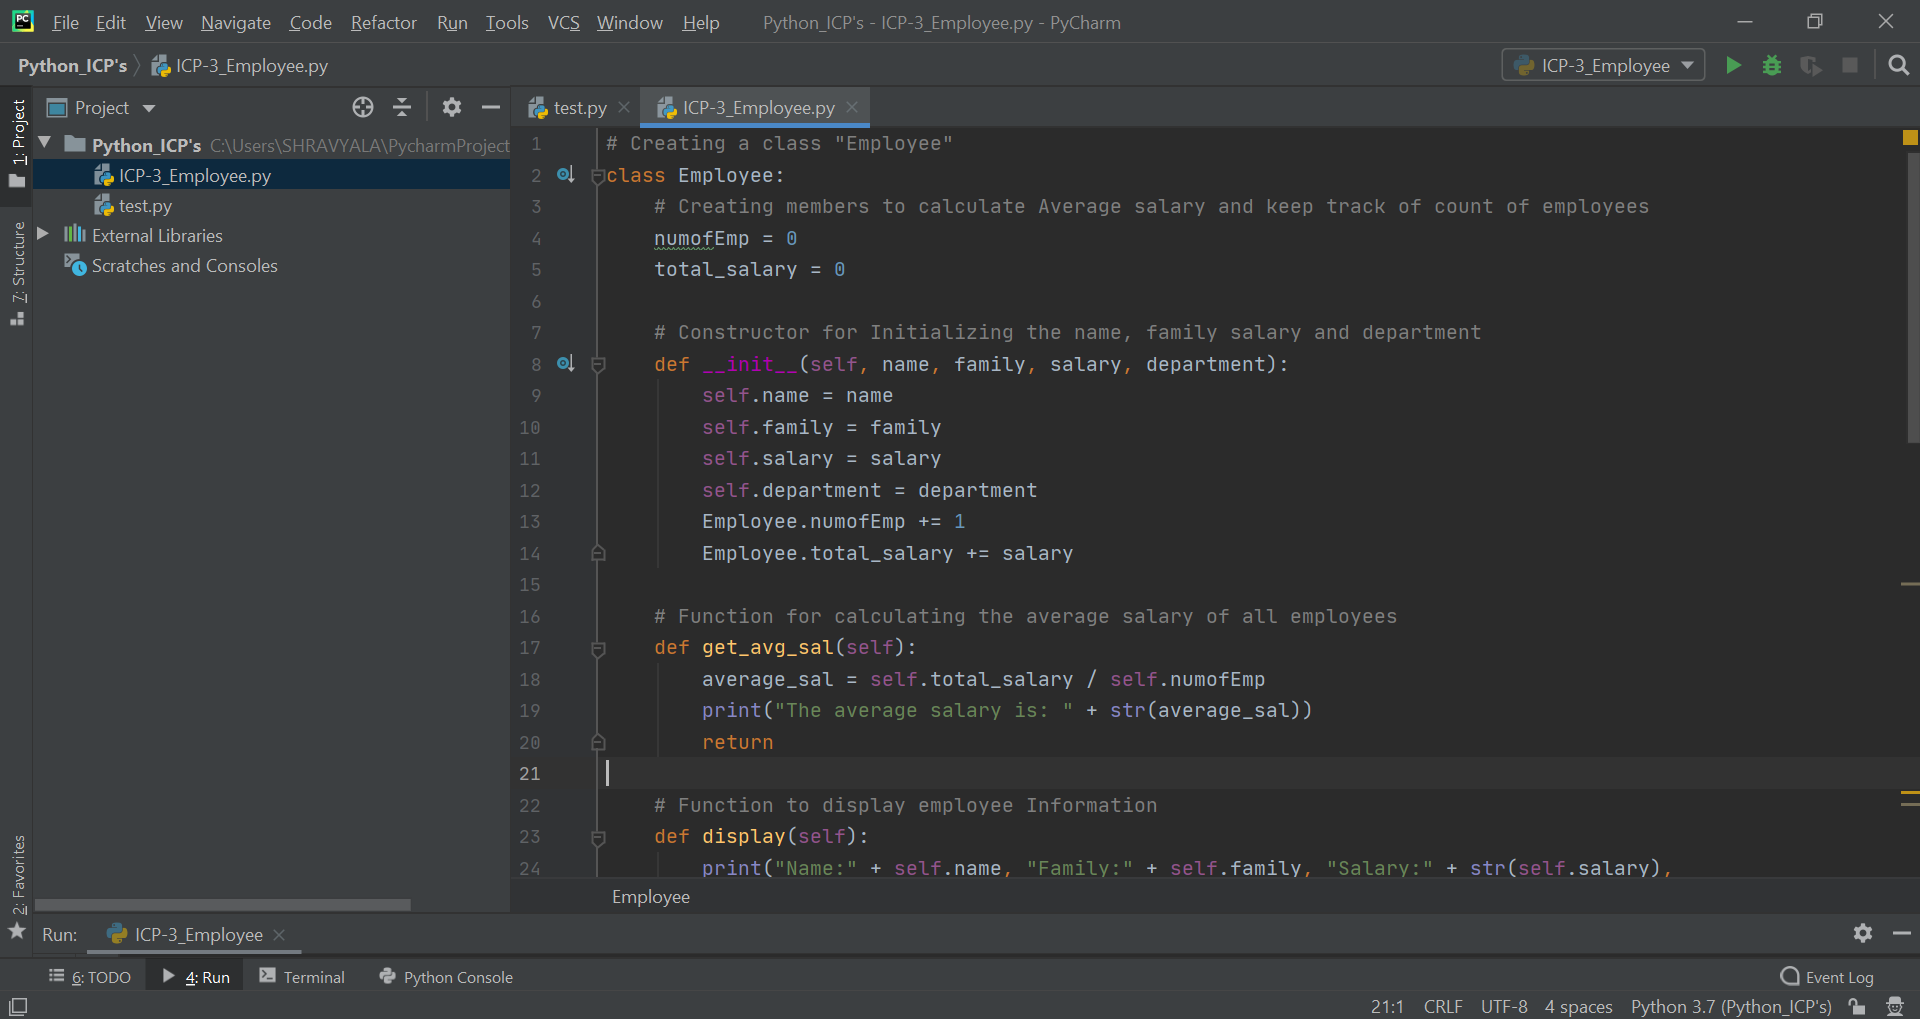 PC File Edit View Navigate Code Refactor Run Tools VCS Window Help Python_ICP's - ICP-3_Employee.py - PyCharm
Python_ICP's ICP-3_Employee.py ICP-3_Employee
1: Project
7: Structure
2: Favorites
Project
Python_ICP's C:\Users\SHRAVYALA\PycharmProject
ICP-3_Employee.py
test.py
External Libraries
Scratches and Consoles
test.py ICP-3_Employee.py
1 # Creating a class "Employee"
2 class Employee:
3 # Creating members to calculate Average salary and keep track of count of employees
4 numofEmp = 0
5 total_salary = 0
6
7 # Constructor for Initializing the name, family salary and department
8 def __init__(self, name, family, salary, department):
9 self.name = name
10 self.family = family
11 self.salary = salary
12 self.department = department
13 Employee.numofEmp += 1
14 Employee.total_salary += salary
15
16 # Function for calculating the average salary of all employees
17 def get_avg_sal(self):
18 average_sal = self.total_salary / self.numofEmp
19 print("The average salary is: " + str(average_sal))
20 return
21
22 # Function to display employee Information
23 def display(self):
24 print("Name:" + self.name, "Family:" + self.family, "Salary:" + str(self.salary),
Employee
Run: ICP-3_Employee
6: TODO 4: Run Terminal Python Console Event Log
21:1 CRLF UTF-8 4 spaces Python 3.7 (Python_ICP's)